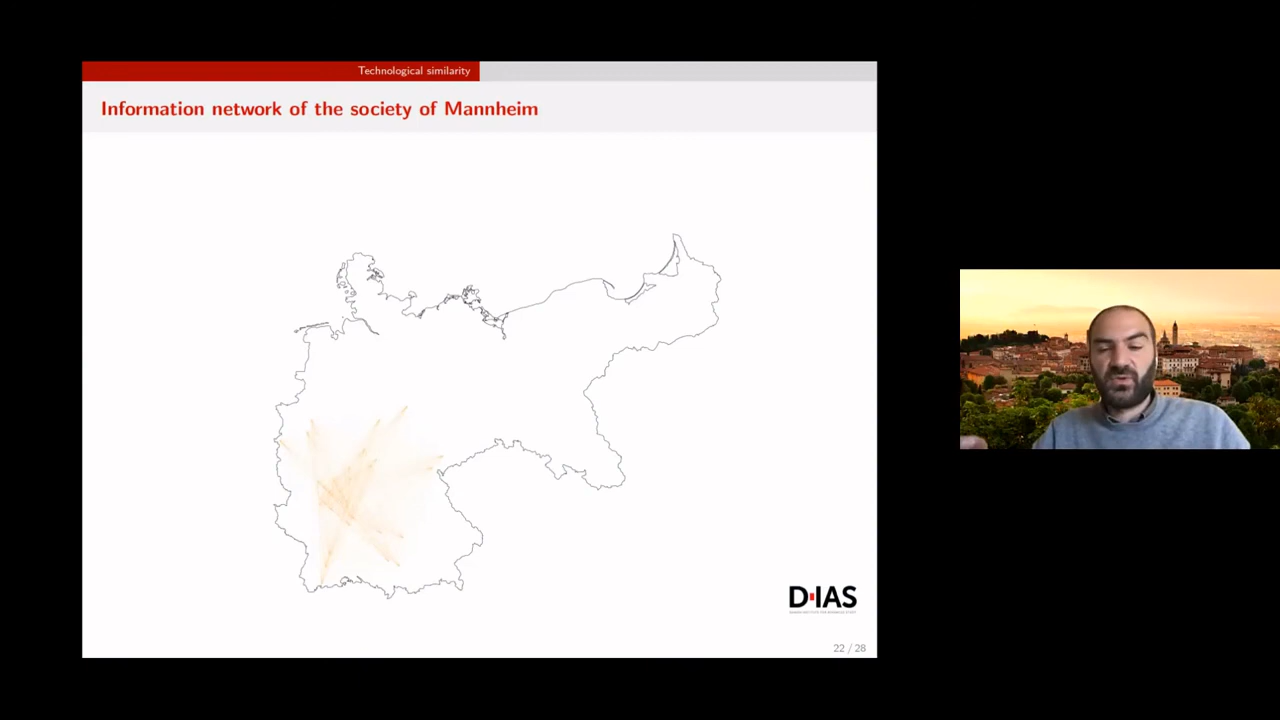 Technological similarity
Information network of the society of Mannheim
D·IAS
22 / 28